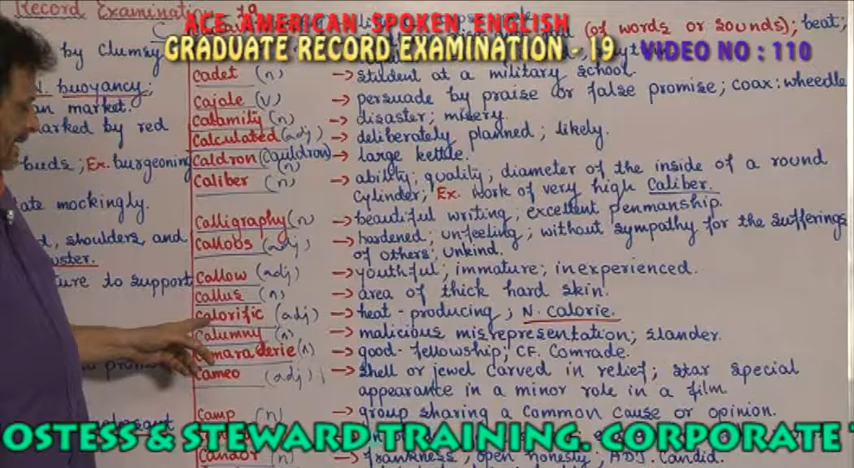 Record Examination
ACE AMERICAN SPOKEN ENGLISH
GRADUATE RECORD EXAMINATION - 19 VIDEO NO : 110
(of words or sounds); beat;
by clumsy
N. buoyancy;
an market.
marked by red
buds; Ex. burgeoning
ate mockingly.
d, shoulders and
uster.
ture to support
Cadet (n) → student at a military school.
Cajale (v) → persuade by praise or false promise; coax: wheedle
Calamity (n) → disaster; misery.
Calculated (adj) → deliberately planned; likely.
Caldron (Cauldron) → large kettle.
Caliber (n) → ability; quality; diameter of the inside of a round
cylinder; Ex. work of very high Caliber.
Calligraphy (n → beautiful writing; excellent penmanship.
Callobs (adj) → hardened; unfeeling; without sympathy for the sufferings
of others; unkind.
Callow (adj) → youthful; immature; inexperienced.
Callus (n) → area of thick hard skin.
Calorific (adj) → heat-producing; N. calorie.
Calumny (n) → malicious misrepresentation; slander.
maraderie (n) → good-fellowship; CF. Comrade.
Cameo (adj) → shell or jewel carved in relief; star special
appearance in a minor role in a film
Camp (n) → group sharing a common cause or opinion.
OSTESS & STEWARD TRAINING. CORPORATE T
Candor (n) → frankness; open honesty; ADJ. Candid.